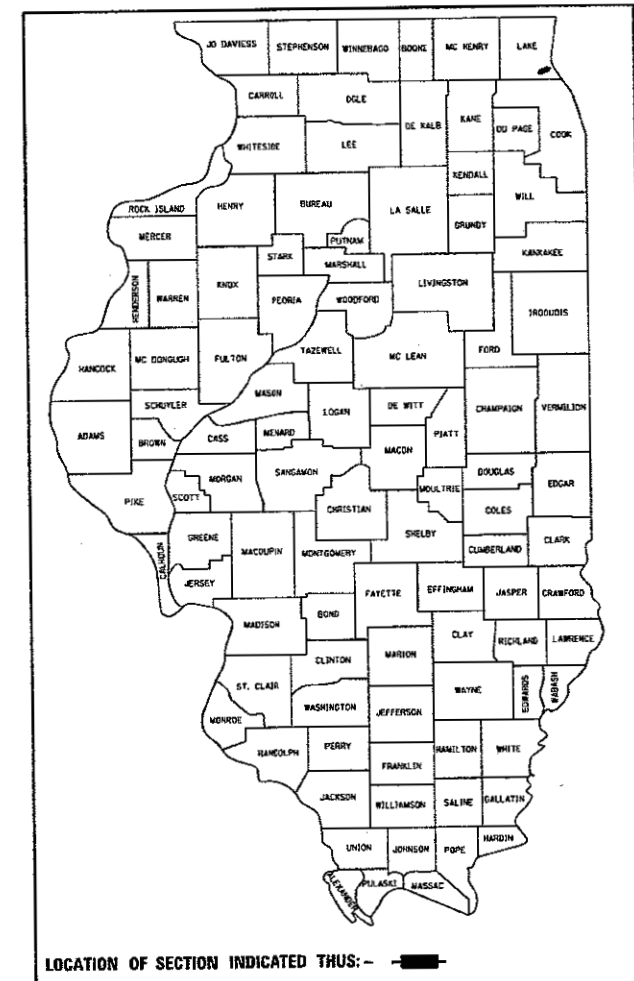 JO DAVIESS
STEPHENSON
WINNEBAGO
BOONE
MC HENRY
LAKE
CARROLL
OGLE
DE KALB
KANE
DU PAGE
COOK
WHITESIDE
LEE
KENDALL
WILL
ROCK ISLAND
HENRY
BUREAU
LA SALLE
GRUNDY
MERCER
PUTNAM
KANKAKEE
STARK
MARSHALL
HENDERSON
WARREN
KNOX
PEORIA
WOODFORD
LIVINGSTON
IROQUOIS
HANCOCK
MC DONOUGH
FULTON
TAZEWELL
MC LEAN
FORD
MASON
SCHUYLER
LOGAN
DE WITT
CHAMPAIGN
VERMILION
ADAMS
BROWN
CASS
MENARD
MACON
PIATT
PIKE
SCOTT
MORGAN
SANGAMON
CHRISTIAN
MOULTRIE
DOUGLAS
EDGAR
COLES
SHELBY
CALHOUN
GREENE
MACOUPIN
MONTGOMERY
CUMBERLAND
CLARK
JERSEY
FAYETTE
EFFINGHAM
JASPER
CRAWFORD
MADISON
BOND
CLAY
RICHLAND
LAWRENCE
CLINTON
MARION
ST. CLAIR
WAYNE
EDWARDS
WABASH
WASHINGTON
JEFFERSON
MONROE
RANDOLPH
PERRY
HAMILTON
WHITE
FRANKLIN
JACKSON
WILLIAMSON
SALINE
GALLATIN
UNION
JOHNSON
POPE
HARDIN
ALEXANDER
PULASKI
MASSAC
LOCATION OF SECTION INDICATED THUS: -